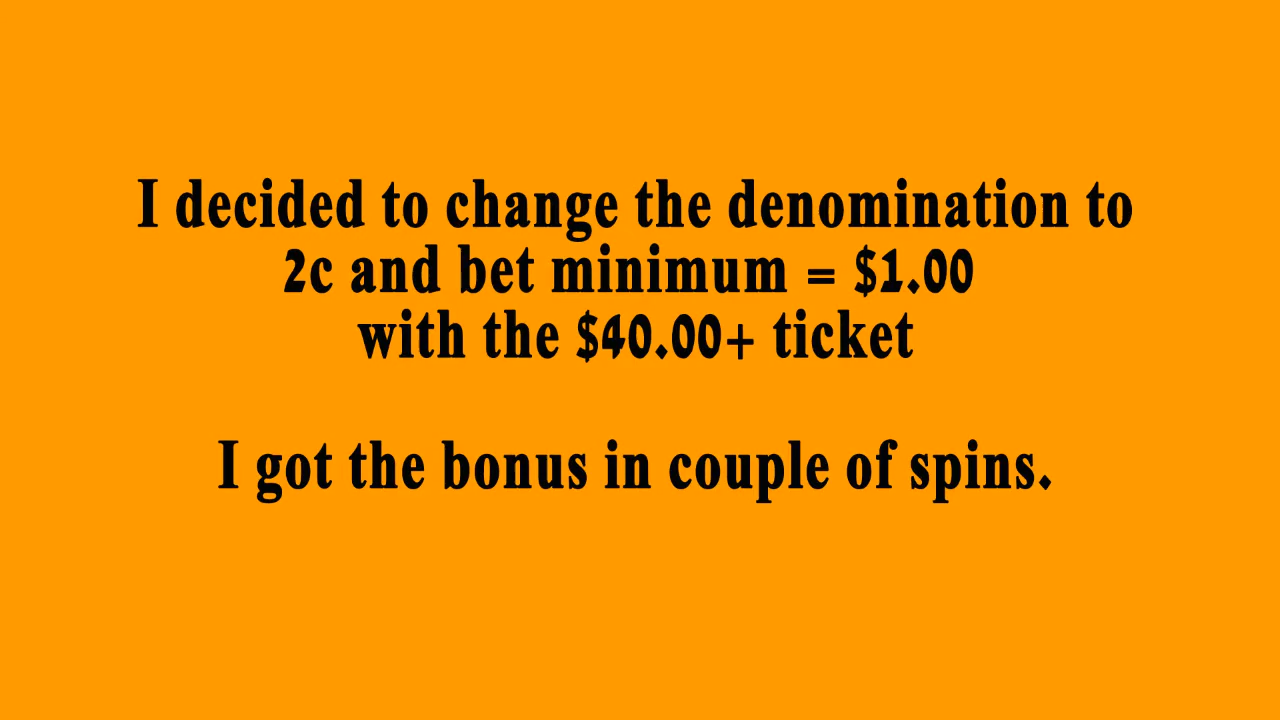 I decided to change the denomination to
2c and bet minimum = $1.00
with the $40.00+ ticket
I got the bonus in couple of spins.